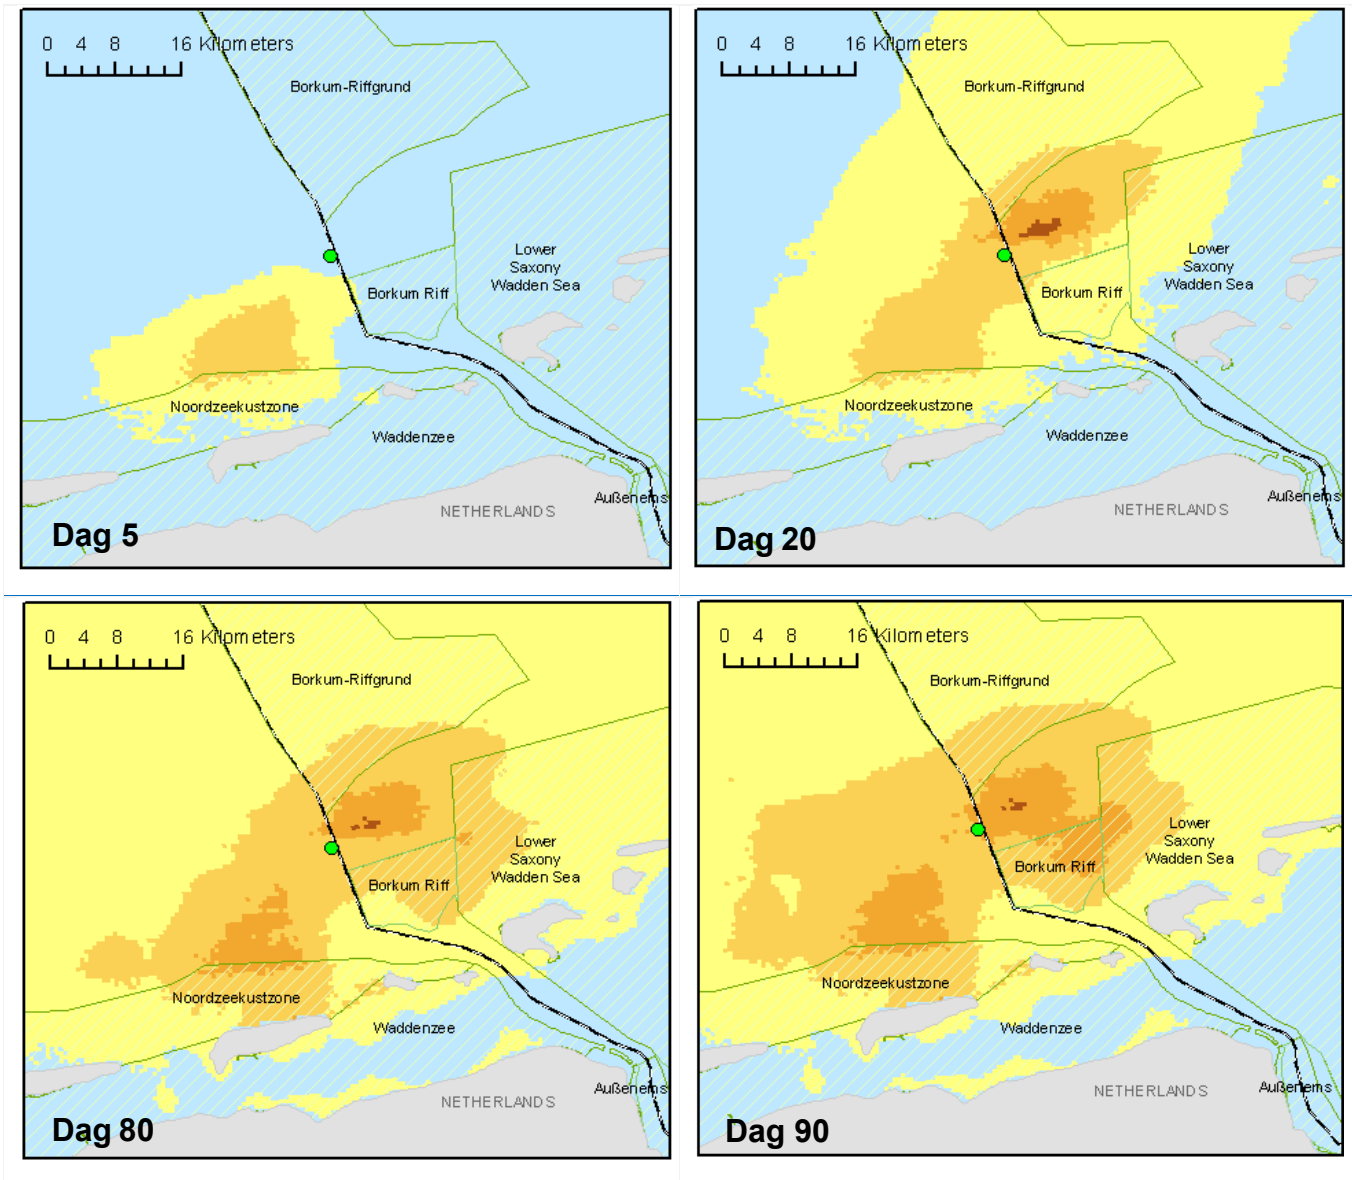 0 4 8 16 Kilometers
Borkum-Riffgrund
Lower
Saxony
Wadden Sea
Borkum Riff
Noordzeekustzone
Waddenzee
Außenems
NETHERLANDS
Dag 5
0 4 8 16 Kilometers
Borkum-Riffgrund
Lower
Saxony
Wadden Sea
Borkum Riff
Noordzeekustzone
Waddenzee
Außenems
NETHERLANDS
Dag 20
0 4 8 16 Kilometers
Borkum-Riffgrund
Lower
Saxony
Wadden Sea
Borkum Riff
Noordzeekustzone
Waddenzee
Außenems
NETHERLANDS
Dag 80
0 4 8 16 Kilometers
Borkum-Riffgrund
Lower
Saxony
Wadden Sea
Borkum Riff
Noordzeekustzone
Waddenzee
Außenems
NETHERLANDS
Dag 90